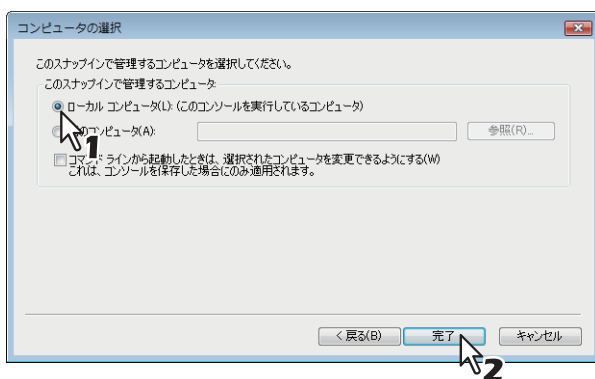 コンピュータの選択
このスナップインで管理するコンピュータを選択してください。
このスナップインで管理するコンピュータ
ローカル コンピュータ(L): (このコンソールを実行しているコンピュータ)
のコンピュータ(A):
参照(R)...
1
コマンド ラインから起動したときは、選択されたコンピュータを変更できるようにする(W)
これは、コンソールを保存した場合にのみ適用されます。
< 戻る(B)
完了
キャンセル
2